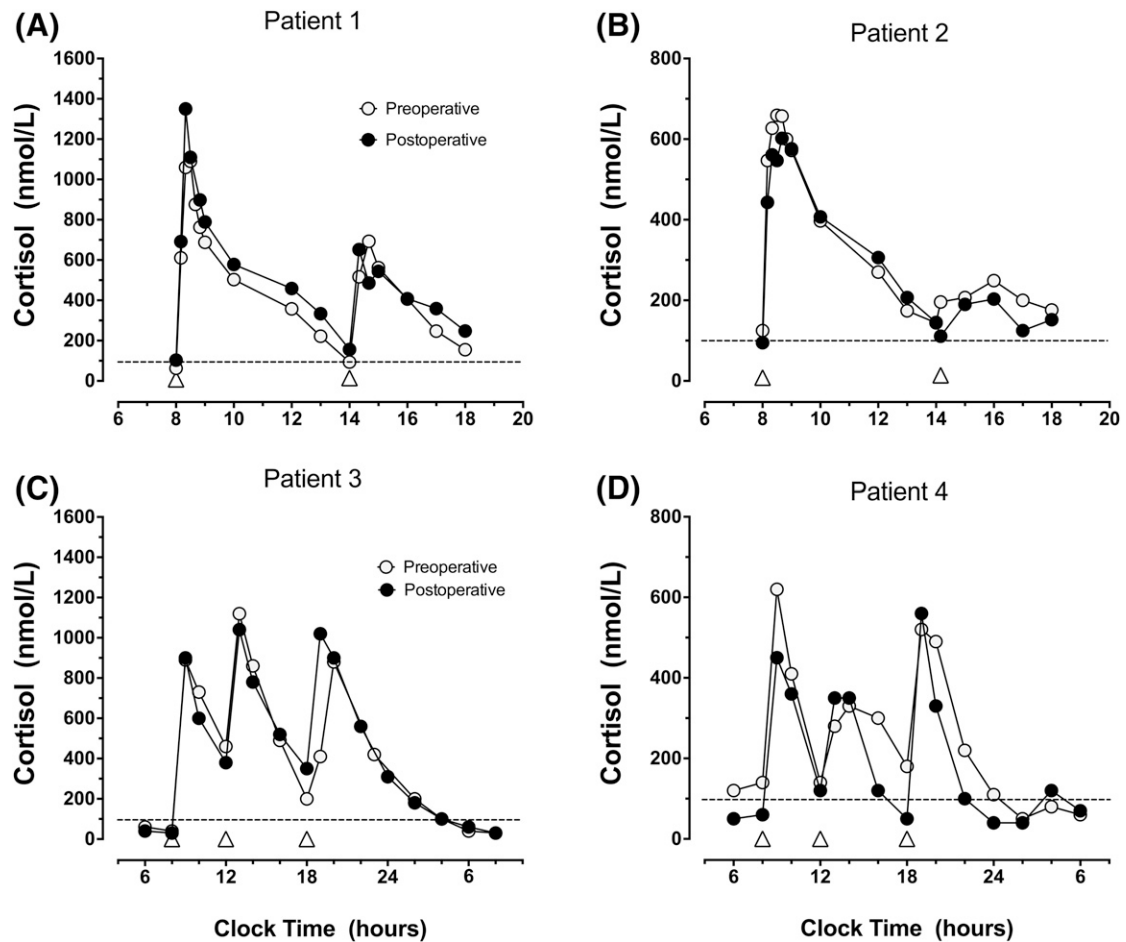 (A)
Patient 1
Cortisol (nmol/L)
1600
1400
1200
1000
800
600
400
200
0
Preoperative
Postoperative
6 8 10 12 14 16 18 20
(B)
Patient 2
Cortisol (nmol/L)
800
600
400
200
0
6 8 10 12 14 16 18 20
(C)
Patient 3
Cortisol (nmol/L)
1600
1400
1200
1000
800
600
400
200
0
Preoperative
Postoperative
6 12 18 24 6
Clock Time (hours)
(D)
Patient 4
Cortisol (nmol/L)
800
600
400
200
0
6 12 18 24 6
Clock Time (hours)